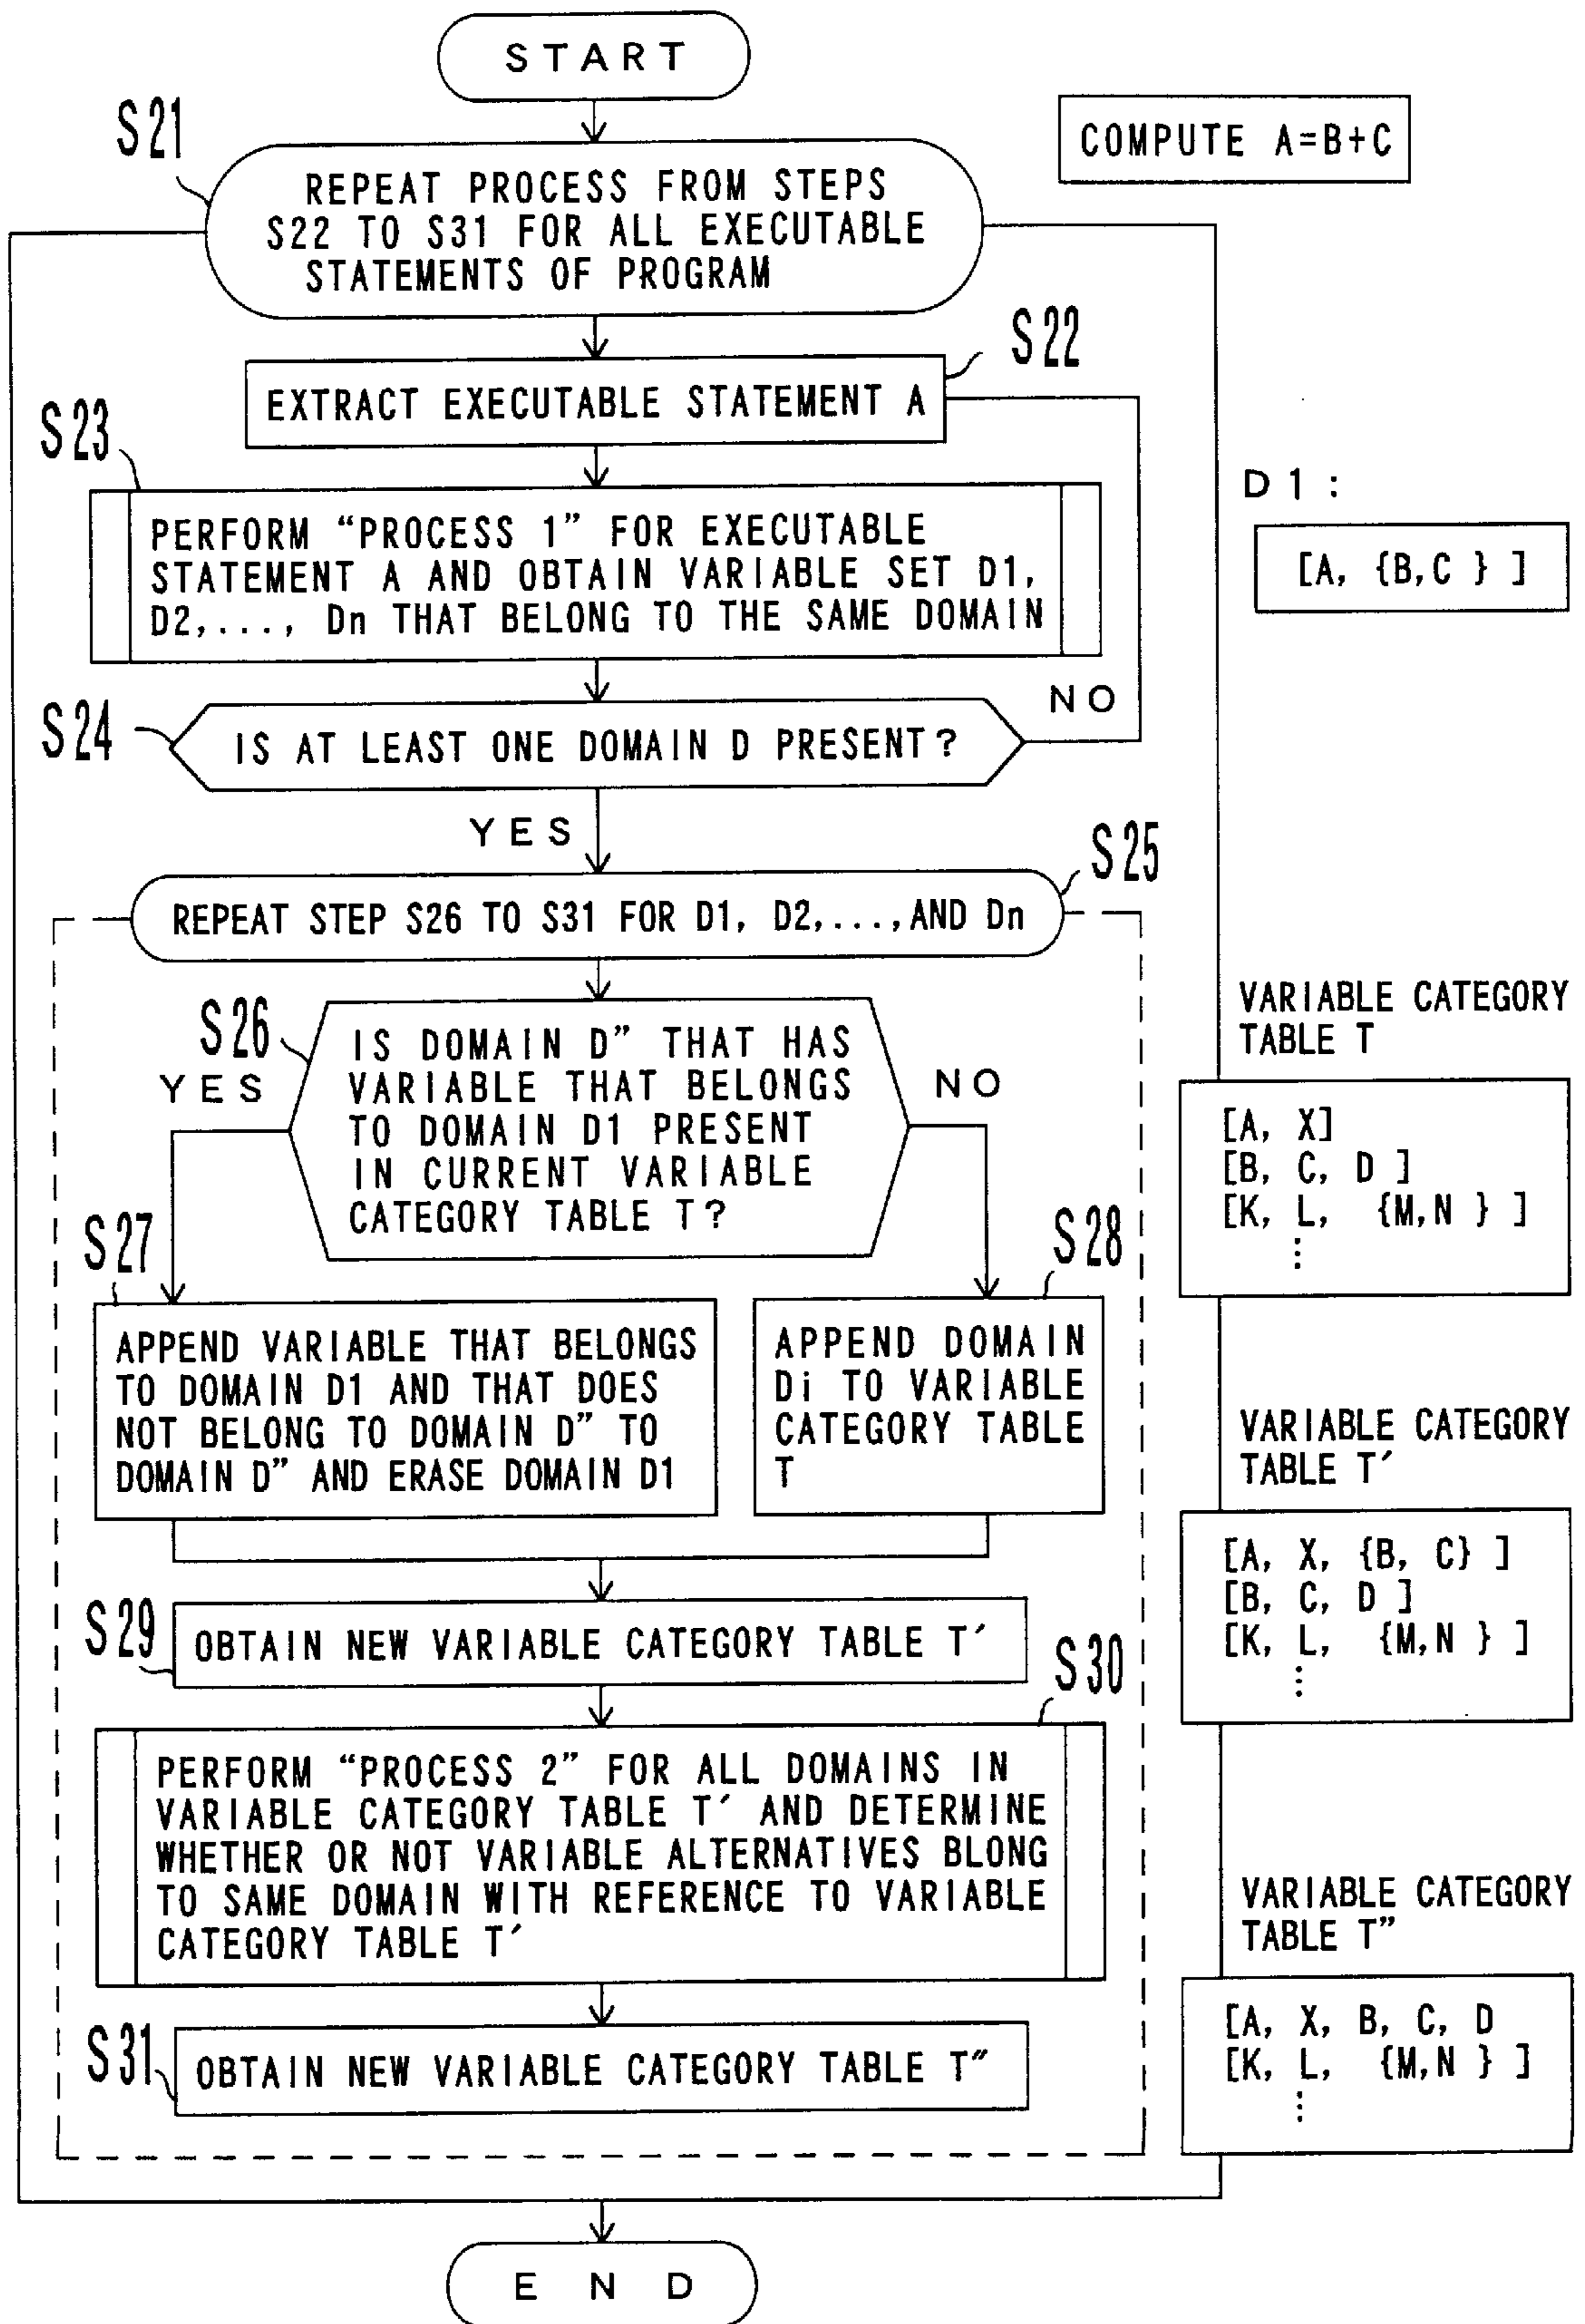 START
S21
REPEAT PROCESS FROM STEPS
S22 TO S31 FOR ALL EXECUTABLE
STATEMENTS OF PROGRAM
COMPUTE A=B+C
S22
EXTRACT EXECUTABLE STATEMENT A
S23
PERFORM “PROCESS 1” FOR EXECUTABLE
STATEMENT A AND OBTAIN VARIABLE SET D1,
D2,..., Dn THAT BELONG TO THE SAME DOMAIN
D1:
[A, {B,C } ]
S24
IS AT LEAST ONE DOMAIN D PRESENT?
NO
YES
S25
REPEAT STEP S26 TO S31 FOR D1, D2,...,AND Dn
S26
IS DOMAIN D” THAT HAS
VARIABLE THAT BELONGS
TO DOMAIN D1 PRESENT
IN CURRENT VARIABLE
CATEGORY TABLE T?
YES
NO
VARIABLE CATEGORY
TABLE T
[A, X]
[B, C, D ]
[K, L, {M,N } ]
⋮
S27
APPEND VARIABLE THAT BELONGS
TO DOMAIN D1 AND THAT DOES
NOT BELONG TO DOMAIN D” TO
DOMAIN D” AND ERASE DOMAIN D1
S28
APPEND DOMAIN
Di TO VARIABLE
CATEGORY TABLE
T
VARIABLE CATEGORY
TABLE T′
[A, X, {B, C} ]
[B, C, D ]
[K, L, {M,N } ]
⋮
S29
OBTAIN NEW VARIABLE CATEGORY TABLE T′
S30
PERFORM “PROCESS 2” FOR ALL DOMAINS IN
VARIABLE CATEGORY TABLE T′ AND DETERMINE
WHETHER OR NOT VARIABLE ALTERNATIVES BLONG
TO SAME DOMAIN WITH REFERENCE TO VARIABLE
CATEGORY TABLE T′
VARIABLE CATEGORY
TABLE T”
[A, X, B, C, D
[K, L, {M,N } ]
⋮
S31
OBTAIN NEW VARIABLE CATEGORY TABLE T″
END